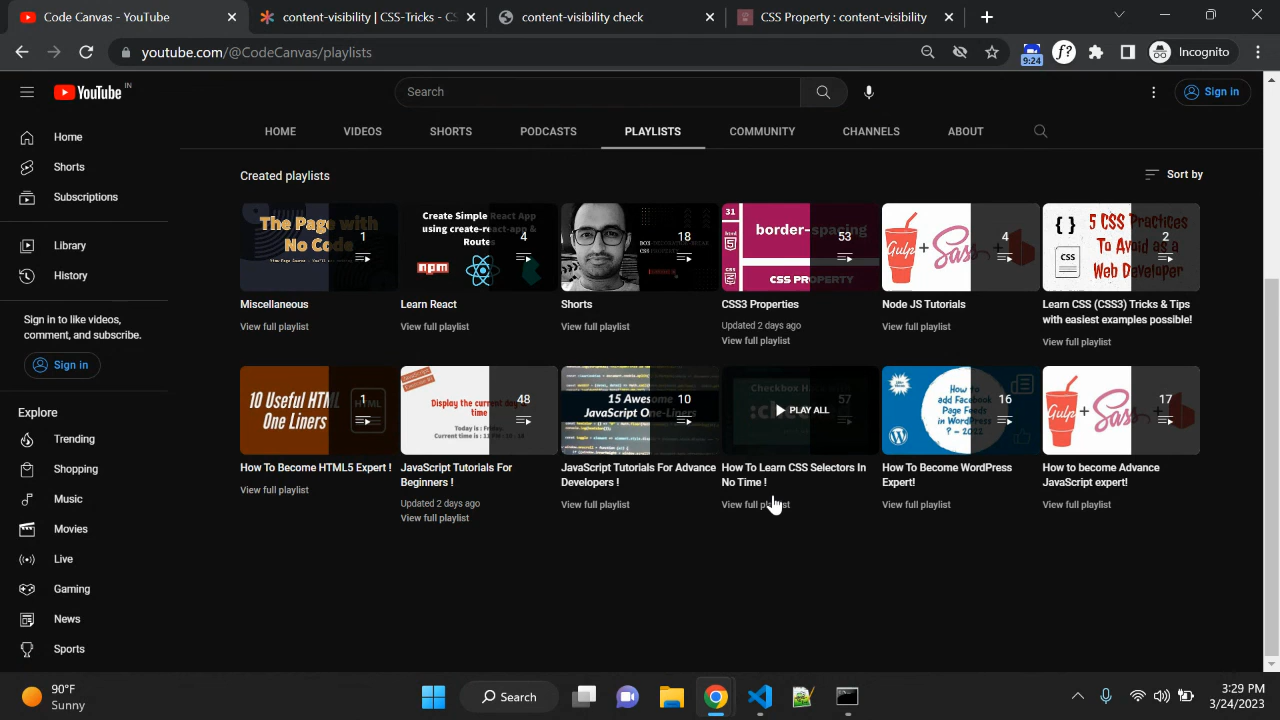 Code Canvas - YouTube
content-visibility | CSS-Tricks - CS
content-visibility check
CSS Property : content-visibility
youtube.com/@CodeCanvas/playlists
9:24
f?
Incognito
YouTube IN
Search
Sign in
HOME
VIDEOS
SHORTS
PODCASTS
PLAYLISTS
COMMUNITY
CHANNELS
ABOUT
Home
Shorts
Subscriptions
Library
History
Sign in to like videos,
comment, and subscribe.
Sign in
Explore
Trending
Shopping
Music
Movies
Live
Gaming
News
Sports
Created playlists
Sort by
The Page with
No Code
1
Miscellaneous
View full playlist
Create Simple React App
using create-react-app &
Routes
npm
4
Learn React
View full playlist
18
Shorts
View full playlist
31
border-spacing
CSS PROPERTY
53
CSS3 Properties
Updated 2 days ago
View full playlist
Gulp + Sass +
4
Node JS Tutorials
View full playlist
{ }
CSS
5 CSS Practices
To Avoid as a
Web Developer
2
Learn CSS (CSS3) Tricks & Tips
with easiest examples possible!
View full playlist
10 Useful HTML
One Liners
HTML
1
How To Become HTML5 Expert !
View full playlist
Display the current day
time
Today is : Friday.
48
JavaScript Tutorials For
Beginners !
Updated 2 days ago
View full playlist
15 Awesome
JavaScript One-Liners
10
JavaScript Tutorials For Advance
Developers !
View full playlist
PLAY ALL
57
How To Learn CSS Selectors In
No Time !
View full playlist
How to
add Facebook
Page Feeds
in WordPress
? - 2022
16
How To Become WordPress
Expert!
View full playlist
Gulp + Sass +
17
How to become Advance
JavaScript expert!
View full playlist
90°F
Sunny
Search
3:29 PM
3/24/2023